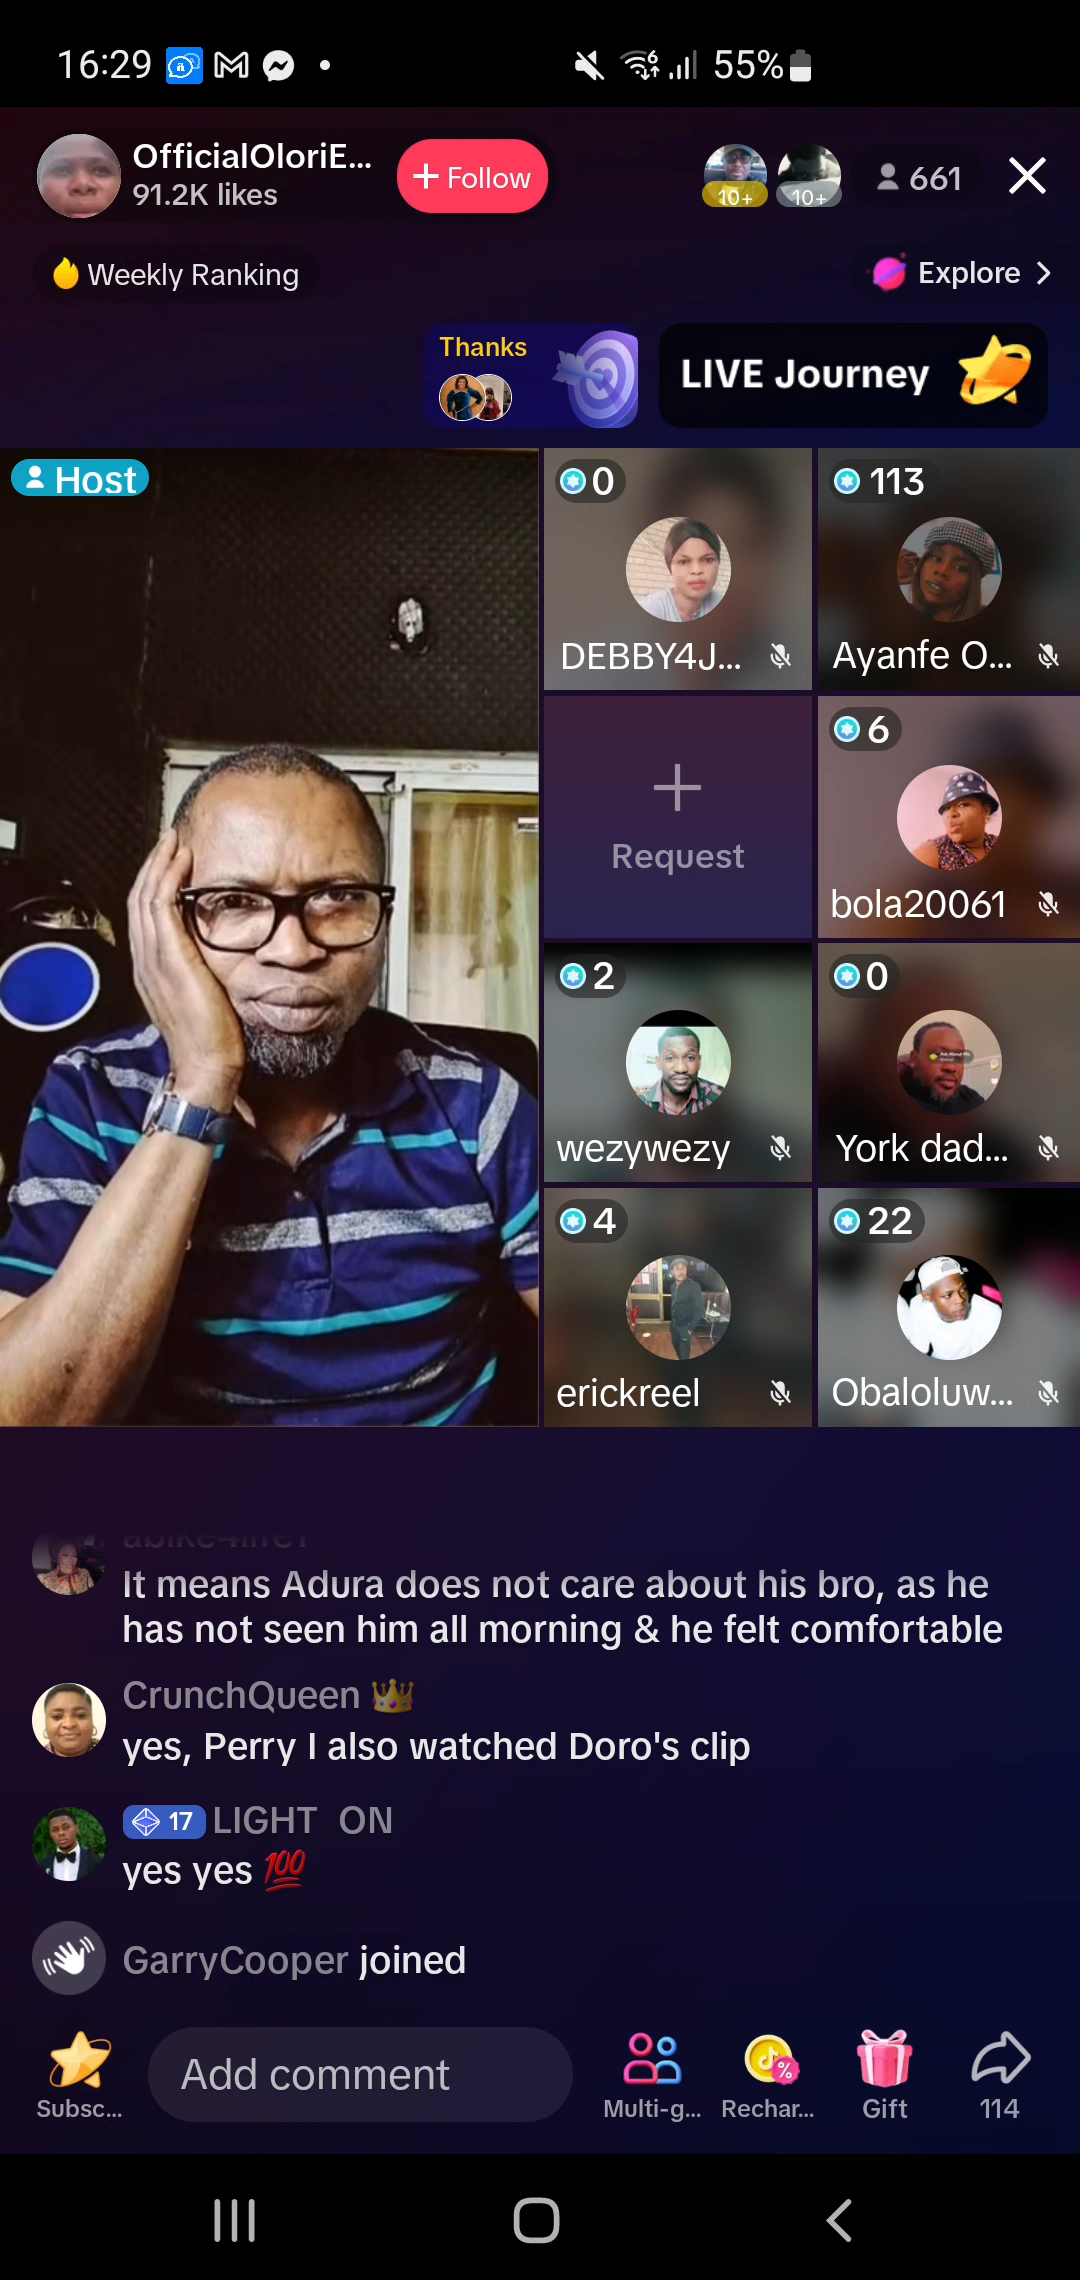 16:29
55%
OfficialOloriE...
91.2K likes
+ Follow
10+
10+
661
Weekly Ranking
Explore >
Thanks
LIVE Journey
Host
0
DEBBY4J...
113
Ayanfe O...
Request
6
bola20061
2
wezywezy
0
York dad...
4
erickreel
22
Obaloluw...
It means Adura does not care about his bro, as he
has not seen him all morning & he felt comfortable
CrunchQueen 👑
yes, Perry I also watched Doro's clip
17 LIGHT ON
yes yes 💯
GarryCooper joined
Subsc...
Add comment
Multi-g...
Rechar...
Gift
114